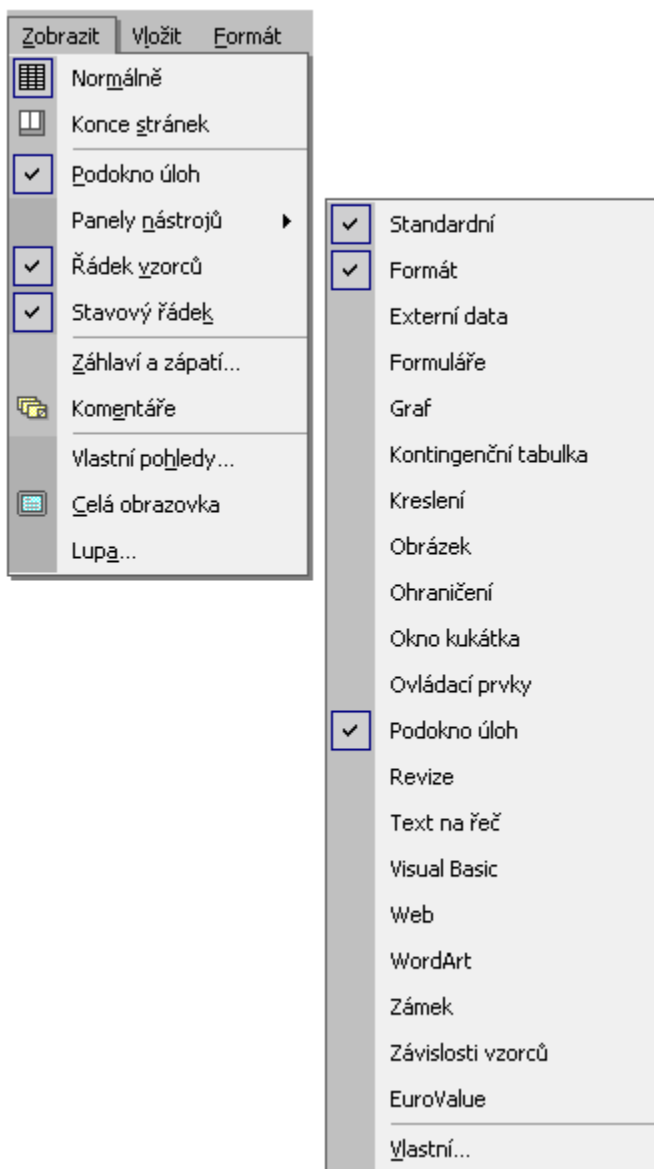 Zobrazit Vložit Formát
Normálně
Konce stránek
Podokno úloh
Panely nástrojů
Řádek vzorců
Stavový řádek
Záhlaví a zápatí...
Komentáře
Vlastní pohledy...
Celá obrazovka
Lupa...
Standardní
Formát
Externí data
Formuláře
Graf
Kontingenční tabulka
Kreslení
Obrázek
Ohraničení
Okno kukátka
Ovládací prvky
Podokno úloh
Revize
Text na řeč
Visual Basic
Web
WordArt
Zámek
Závislosti vzorců
EuroValue
Vlastní...